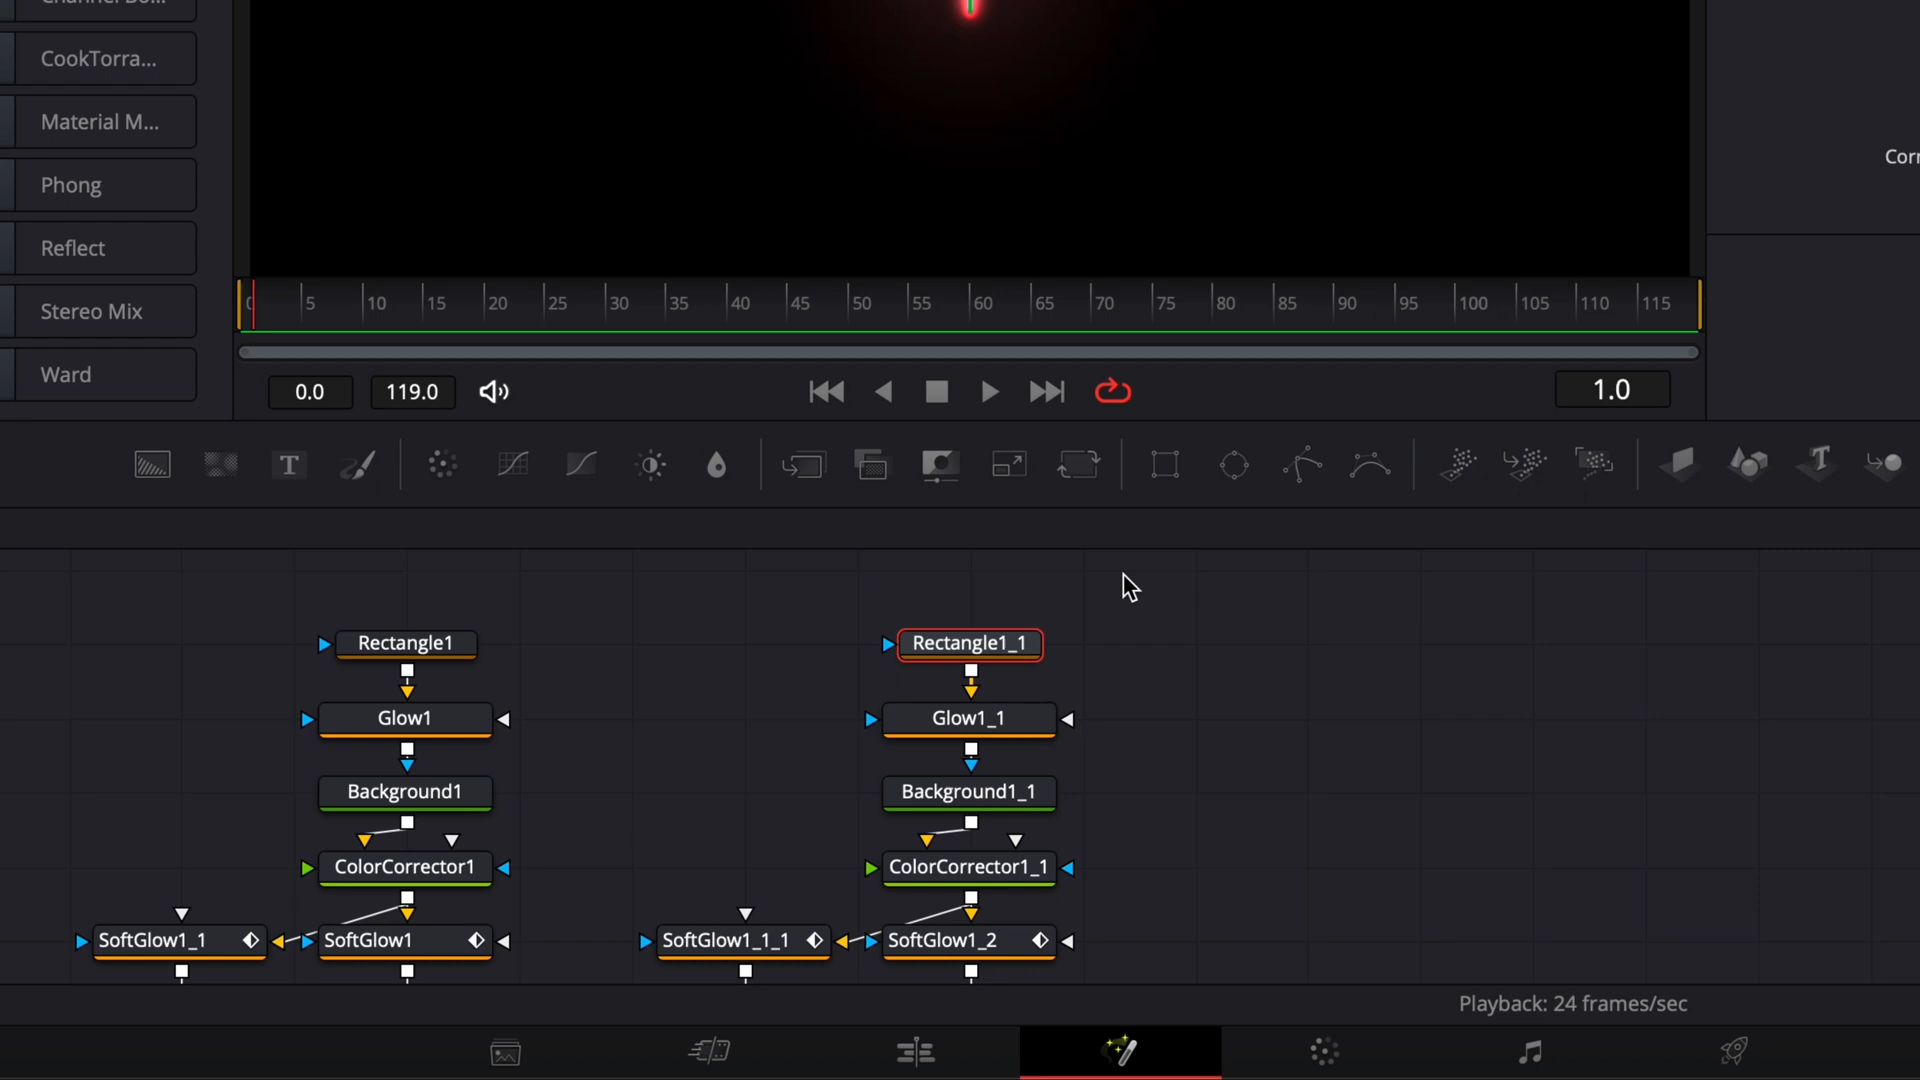 CookTorra...
Material M...
Phong
Reflect
Stereo Mix
Ward
Corr
5 10 15 20 25 30 35 40 45 50 55 60 65 70 75 80 85 90 95 100 105 110 115
0.0 119.0 1.0
T
Rectangle1 Rectangle1_1
Glow1 Glow1_1
Background1 Background1_1
ColorCorrector1 ColorCorrector1_1
SoftGlow1_1 SoftGlow1 SoftGlow1_1_1 SoftGlow1_2
Playback: 24 frames/sec